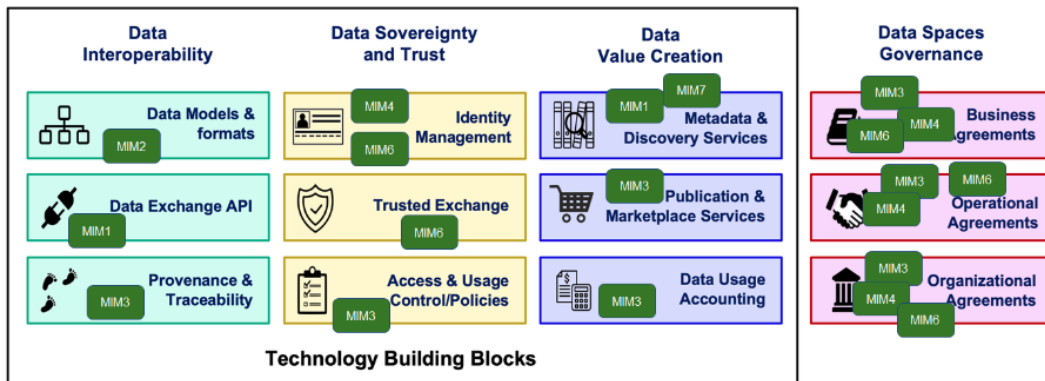 Data
Interoperability
Data Sovereignty
and Trust
Data
Value Creation
Data Spaces
Governance
Data Models &
formats
MIM2
MIM4
Identity
Management
MIM6
MIM1
MIM7
Metadata &
Discovery Services
MIM3
Business
Agreements
MIM4
MIM6
Data Exchange API
MIM1
Trusted Exchange
MIM6
MIM3
Publication &
Marketplace Services
MIM3
MIM6
MIM4
Operational
Agreements
Provenance &
Traceability
MIM3
Access & Usage
Control/Policies
MIM3
Data Usage
Accounting
MIM3
MIM3
Organizational
Agreements
MIM4
MIM6
Technology Building Blocks